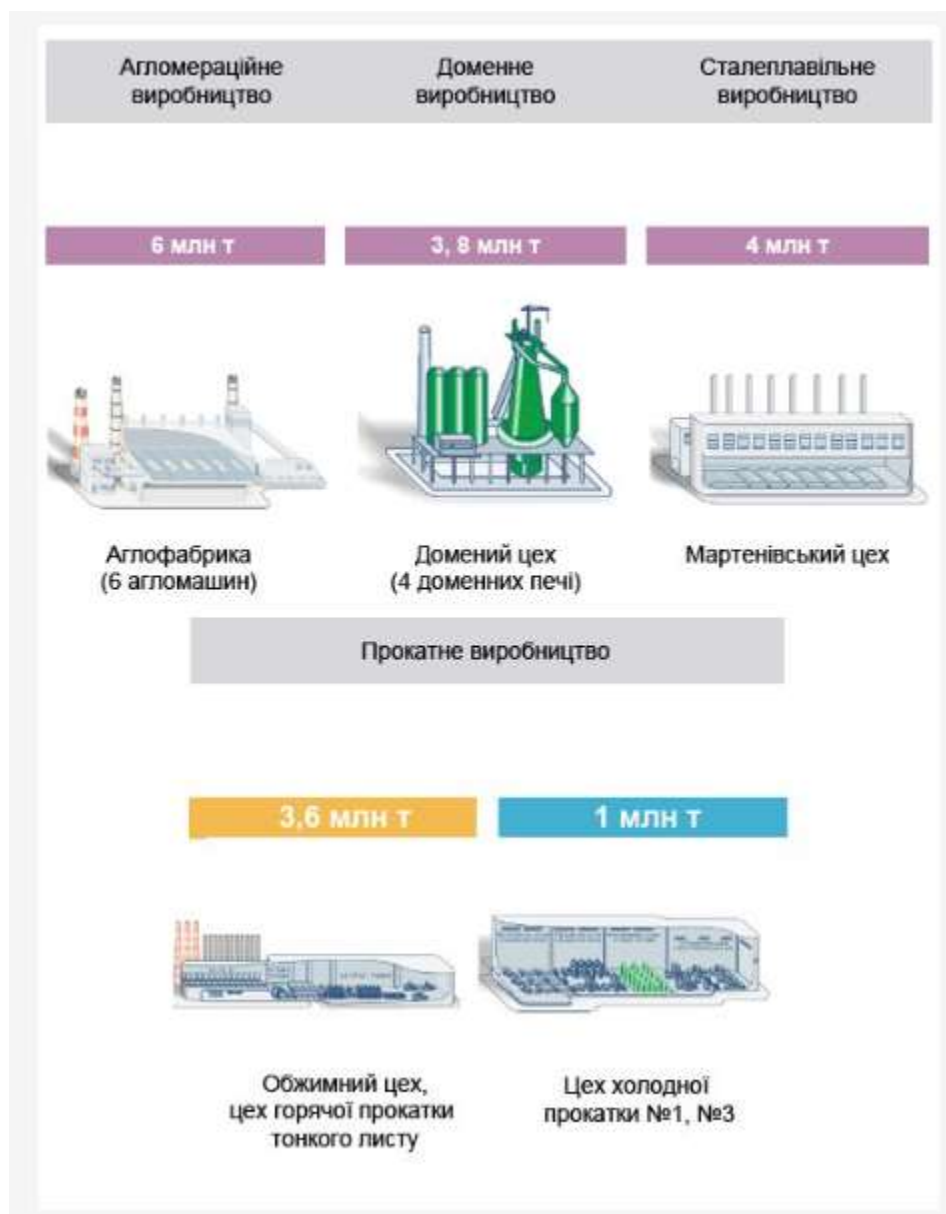 Агломераційне
виробництво
Доменне
виробництво
Сталеплавільне
виробництво
6 млн т
3, 8 млн т
4 млн т
Аглофабрика
(6 агломашин)
Домений цех
(4 доменних печі)
Мартенівський цех
Прокатне виробництво
3,6 млн т
1 млн т
Обжимний цех,
цех горячої прокатки
тонкого листу
Цех холодної
прокатки №1, №3